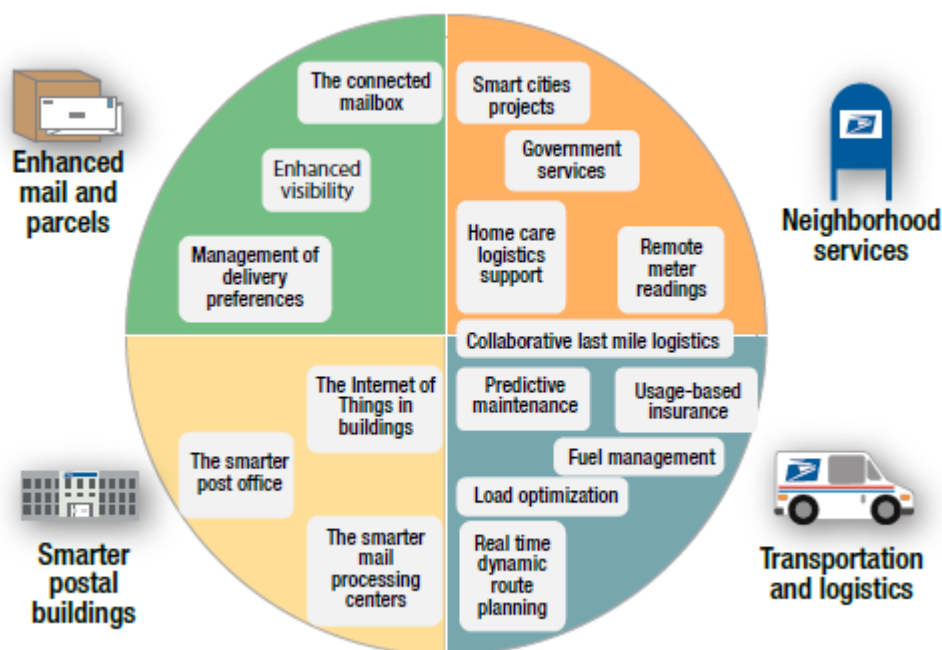 Enhanced
mail and
parcels
The connected
mailbox
Enhanced
visibility
Management of
delivery
preferences
Smart cities
projects
Government
services
Home care
logistics
support
Remote
meter
readings
Collaborative last mile logistics
Neighborhood
services
Smarter
postal
buildings
The Internet of
Things in
buildings
The smarter
post office
The smarter
mail
processing
centers
Predictive
maintenance
Usage-based
insurance
Fuel management
Load optimization
Real time
dynamic
route
planning
Transportation
and logistics